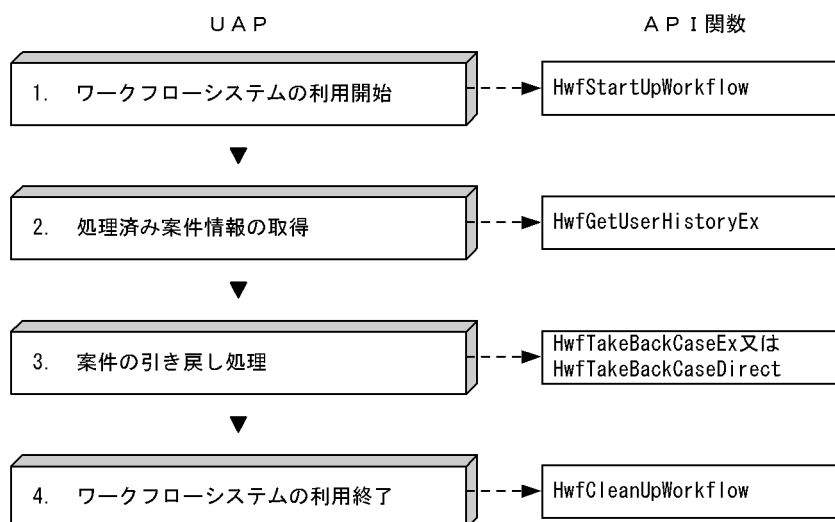 ＵＡＰ
ＡＰＩ関数
1. ワークフローシステムの利用開始
HwfStartUpWorkflow
2. 処理済み案件情報の取得
HwfGetUserHistoryEx
3. 案件の引き戻し処理
HwfTakeBackCaseEx又は
HwfTakeBackCaseDirect
4. ワークフローシステムの利用終了
HwfCleanUpWorkflow